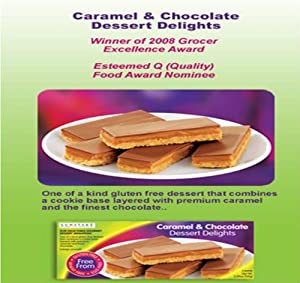 Caramel & Chocolate
Dessert Delights
Winner of 2008 Grocer
Excellence Award
Esteemed Q (Quality)
Food Award Nominee
One of a kind gluten free dessert that combines
a cookie base layered with premium caramel
and the finest chocolate..
Caramel & Chocolate
Dessert Delights
Free
From